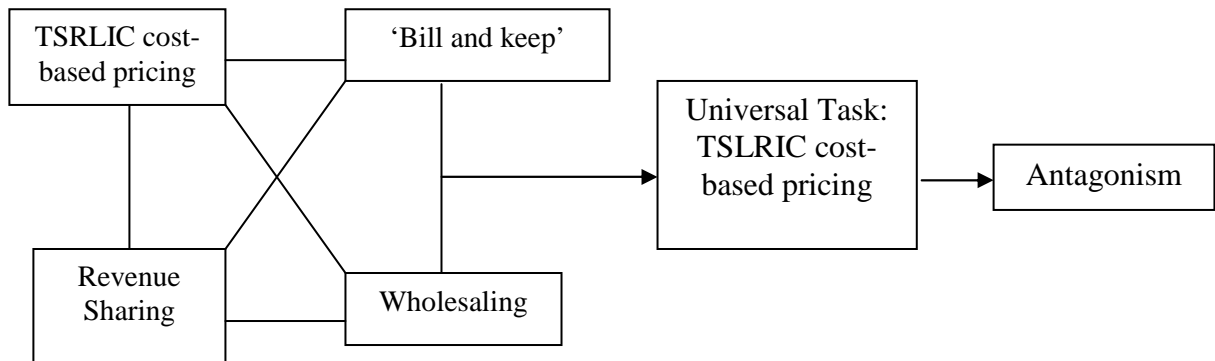 TSRLIC cost-
based pricing
‘Bill and keep’
Universal Task:
TSLRIC cost-
based pricing
Antagonism
Revenue
Sharing
Wholesaling